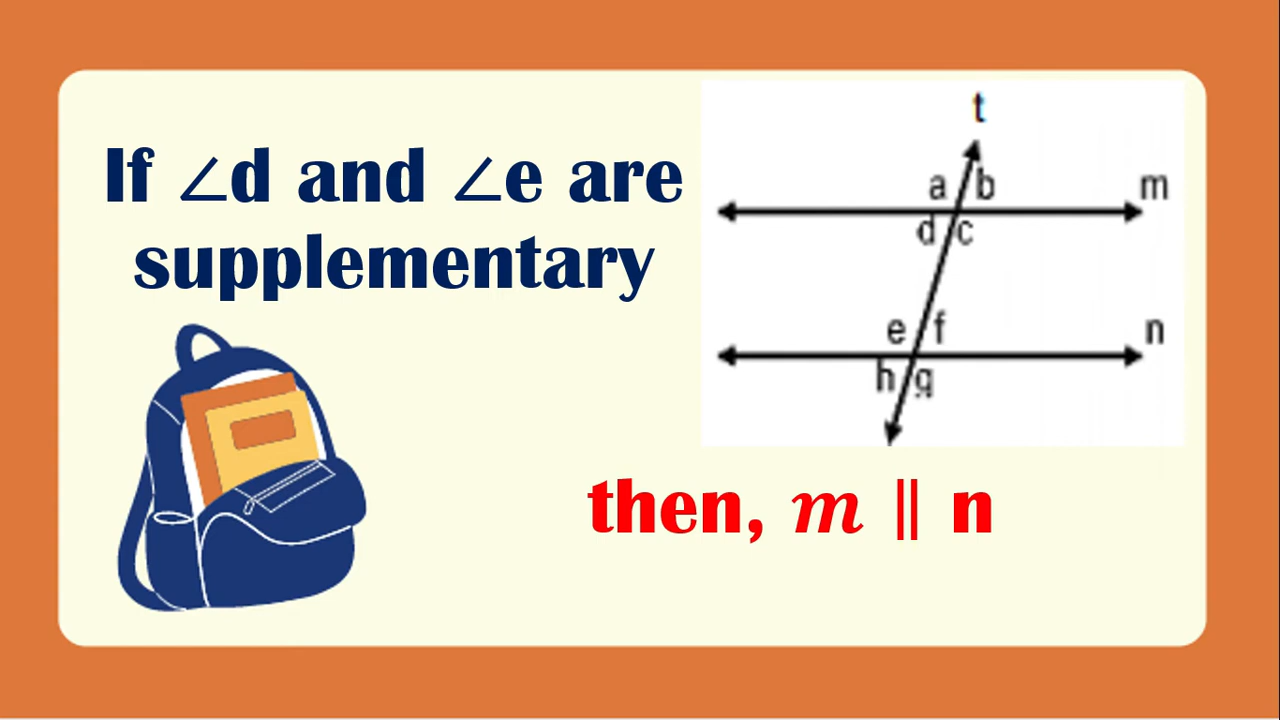 If ∠d and ∠e are
supplementary
t
a b m
d c
e f n
h g
then, m ∥ n